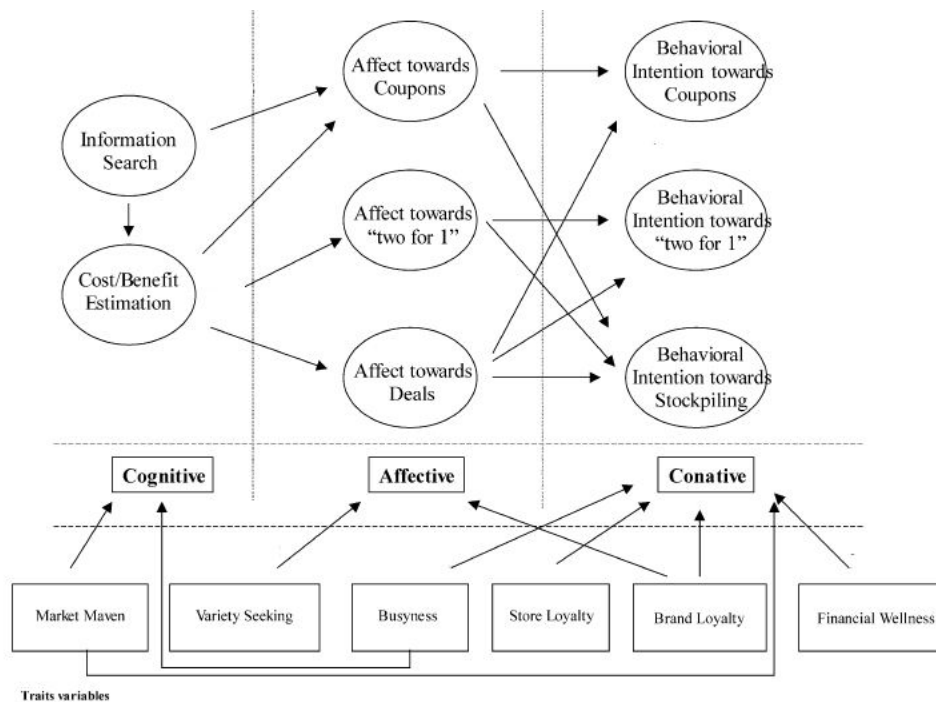 Information
Search
Cost/Benefit
Estimation
Affect towards
Coupons
Affect towards
“two for 1”
Affect towards
Deals
Behavioral
Intention towards
Coupons
Behavioral
Intention towards
“two for 1”
Behavioral
Intention towards
Stockpiling
Cognitive
Affective
Conative
Market Maven
Variety Seeking
Busyness
Store Loyalty
Brand Loyalty
Financial Wellness
Traits variables